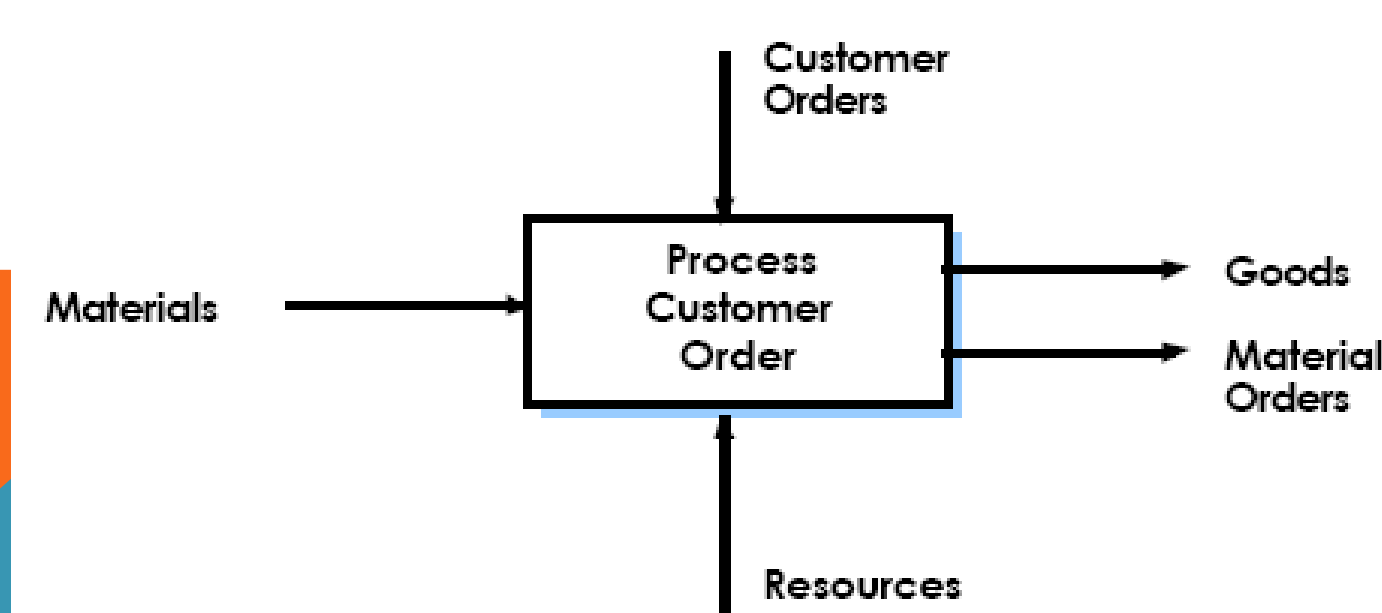 Customer
Orders
Process
Customer
Order
Materials
Goods
Material
Orders
Resources